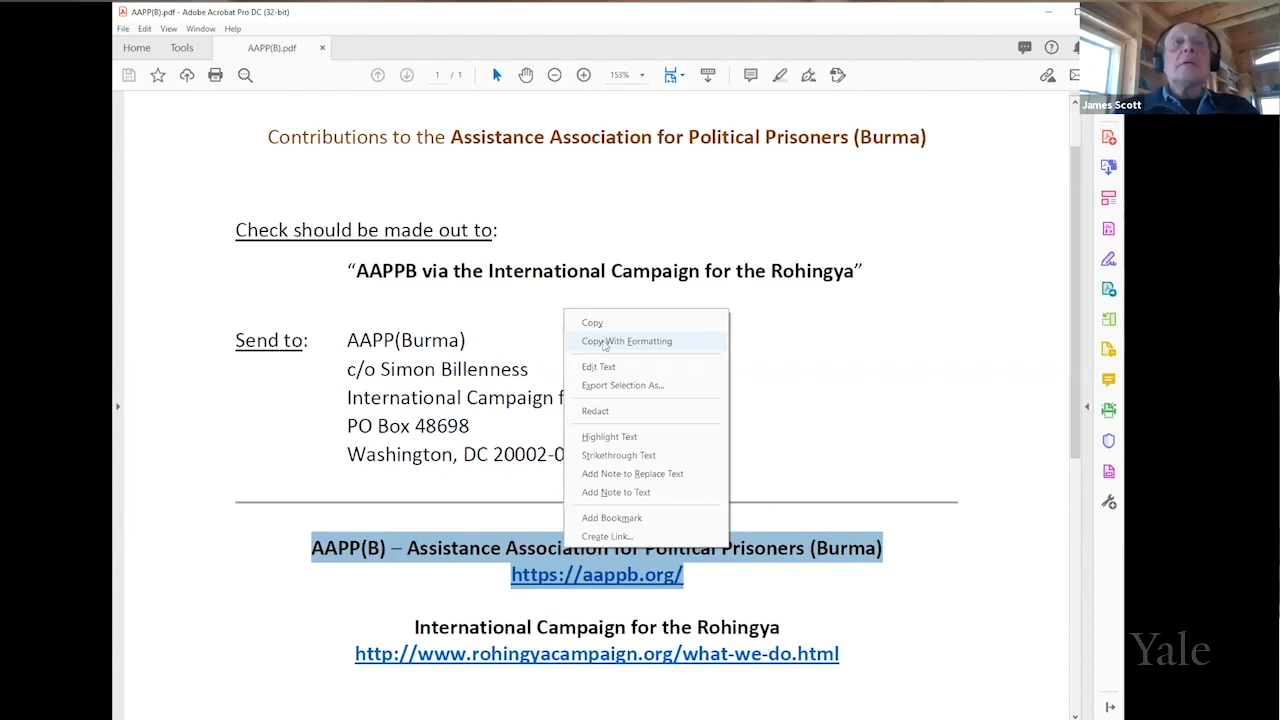 AAPP(B).pdf - Adobe Acrobat Pro DC (32-bit)
File Edit View Window Help
Home Tools AAPP(B).pdf ×
1 / 1 153%
James Scott
Contributions to the Assistance Association for Political Prisoners (Burma)
Check should be made out to:
“AAPPB via the International Campaign for the Rohingya”
Send to: AAPP(Burma)
c/o Simon Billenness
International Campaign f
PO Box 48698
Washington, DC 20002-0
Copy
Copy With Formatting
Edit Text
Export Selection As...
Redact
Highlight Text
Strikethrough Text
Add Note to Replace Text
Add Note to Text
Add Bookmark
Create Link...
AAPP(B) – Assistance Association for Political Prisoners (Burma)
https://aappb.org/
International Campaign for the Rohingya
http://www.rohingyacampaign.org/what-we-do.html
Yale